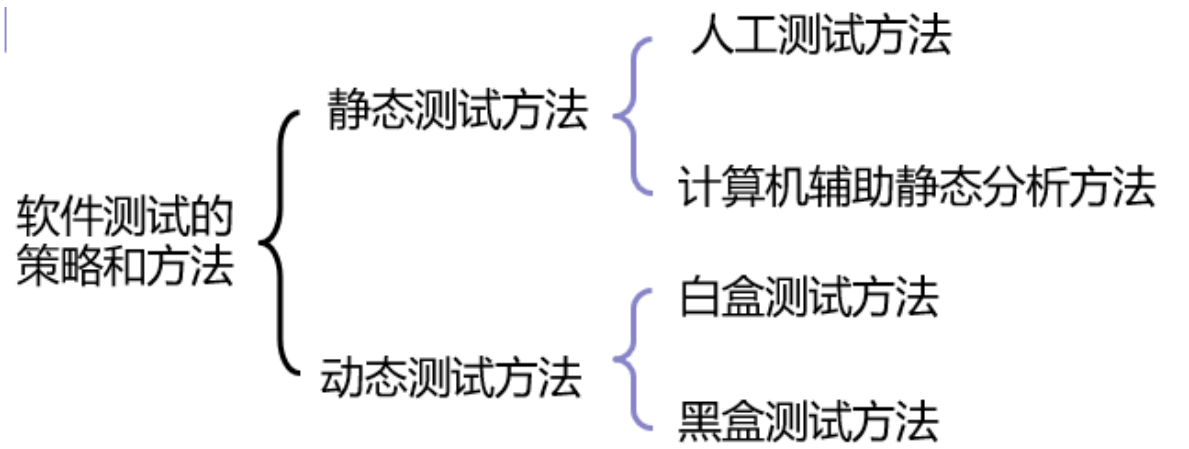 人工测试方法
静态测试方法
计算机辅助静态分析方法
软件测试的
策略和方法
白盒测试方法
动态测试方法
黑盒测试方法